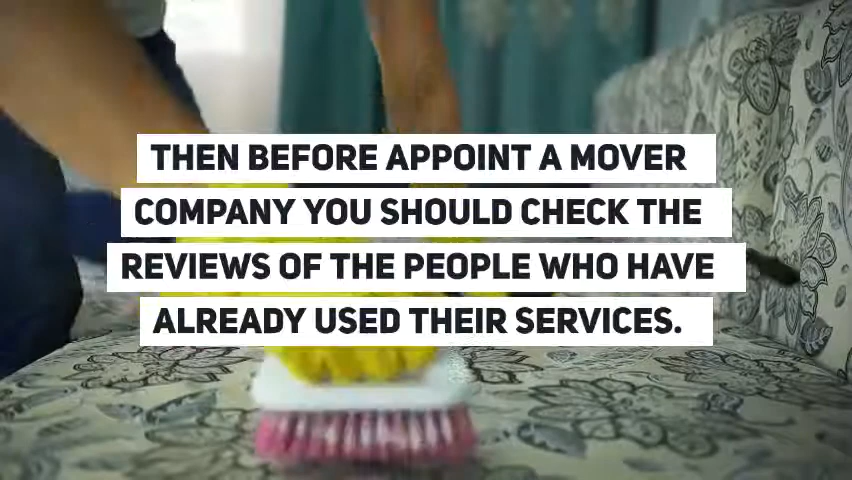 THEN BEFORE APPOINT A MOVER
COMPANY YOU SHOULD CHECK THE
REVIEWS OF THE PEOPLE WHO HAVE
ALREADY USED THEIR SERVICES.